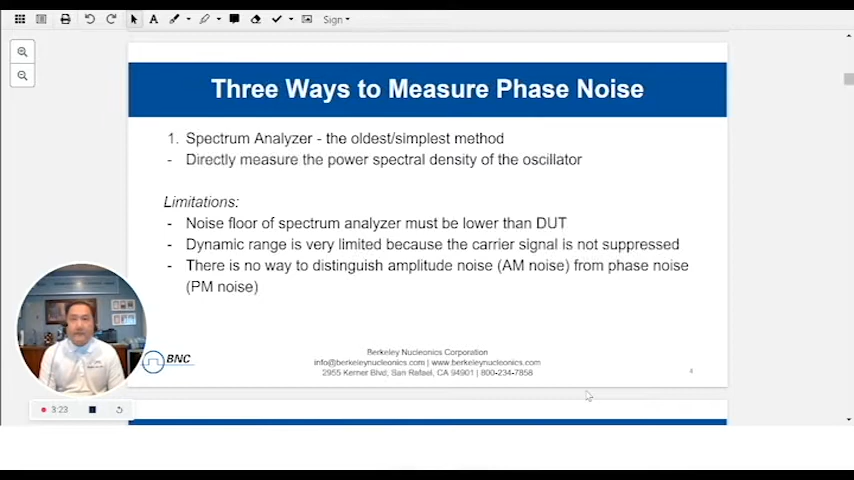 Sign
Three Ways to Measure Phase Noise
1. Spectrum Analyzer - the oldest/simplest method
- Directly measure the power spectral density of the oscillator
Limitations:
- Noise floor of spectrum analyzer must be lower than DUT
- Dynamic range is very limited because the carrier signal is not suppressed
- There is no way to distinguish amplitude noise (AM noise) from phase noise
(PM noise)
BNC
Berkeley Nucleonics Corporation
info@berkeleynucleonics.com | www.berkeleynucleonics.com
2955 Kerner Blvd, San Rafael, CA 94901 | 800-234-7858
4
3:23